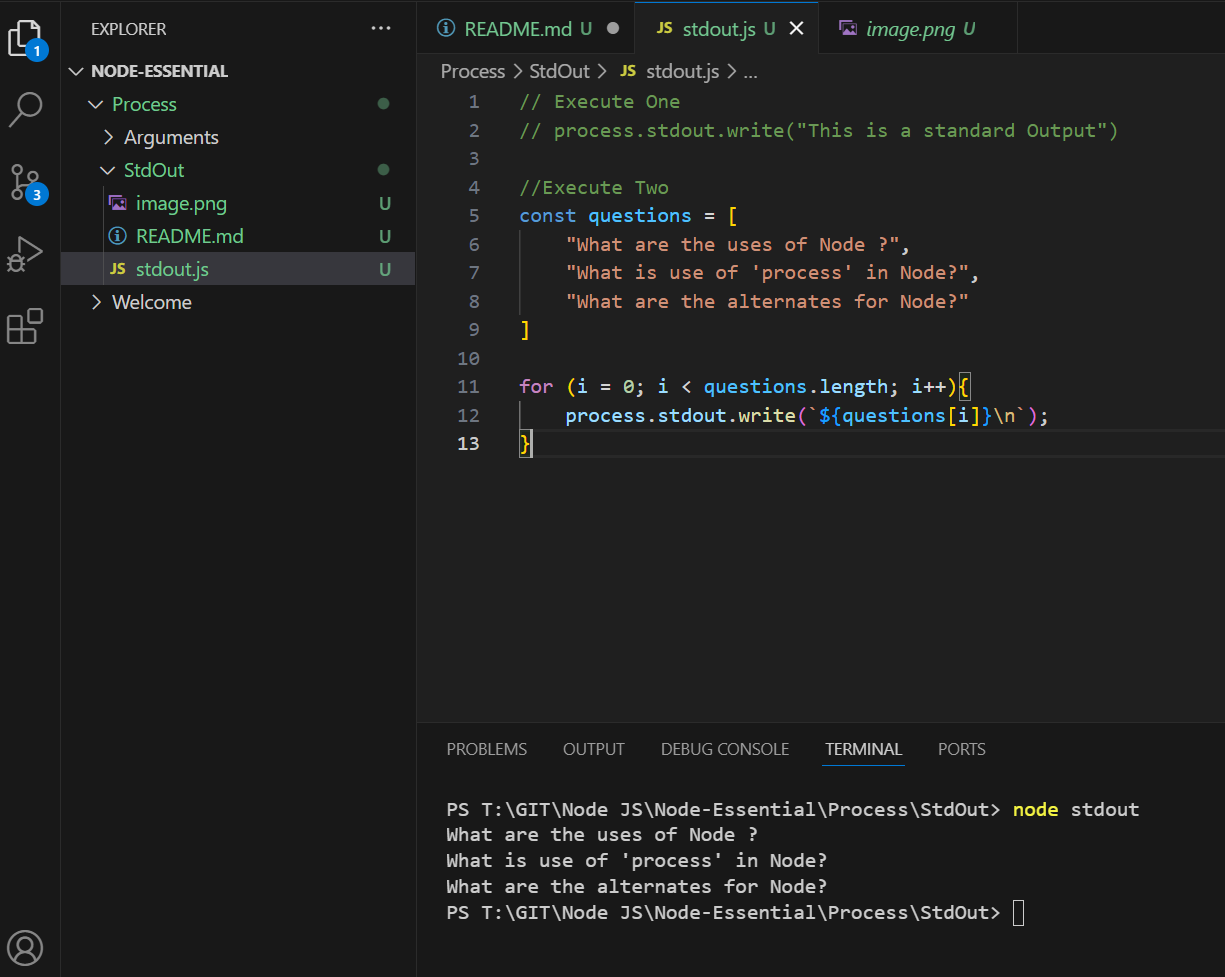 EXPLORER
NODE-ESSENTIAL
Process
Arguments
StdOut
image.png U
README.md U
JS stdout.js U
Welcome
1
3
README.md U
JS stdout.js U
image.png U
Process > StdOut > JS stdout.js > ...
1 // Execute One
2 // process.stdout.write("This is a standard Output")
3
4 //Execute Two
5 const questions = [
6 "What are the uses of Node ?",
7 "What is use of 'process' in Node?",
8 "What are the alternates for Node?"
9 ]
10
11 for (i = 0; i < questions.length; i++){
12 process.stdout.write(`${questions[i]}\n`);
13 }
PROBLEMS OUTPUT DEBUG CONSOLE TERMINAL PORTS
PS T:\GIT\Node JS\Node-Essential\Process\StdOut> node stdout
What are the uses of Node ?
What is use of 'process' in Node?
What are the alternates for Node?
PS T:\GIT\Node JS\Node-Essential\Process\StdOut>